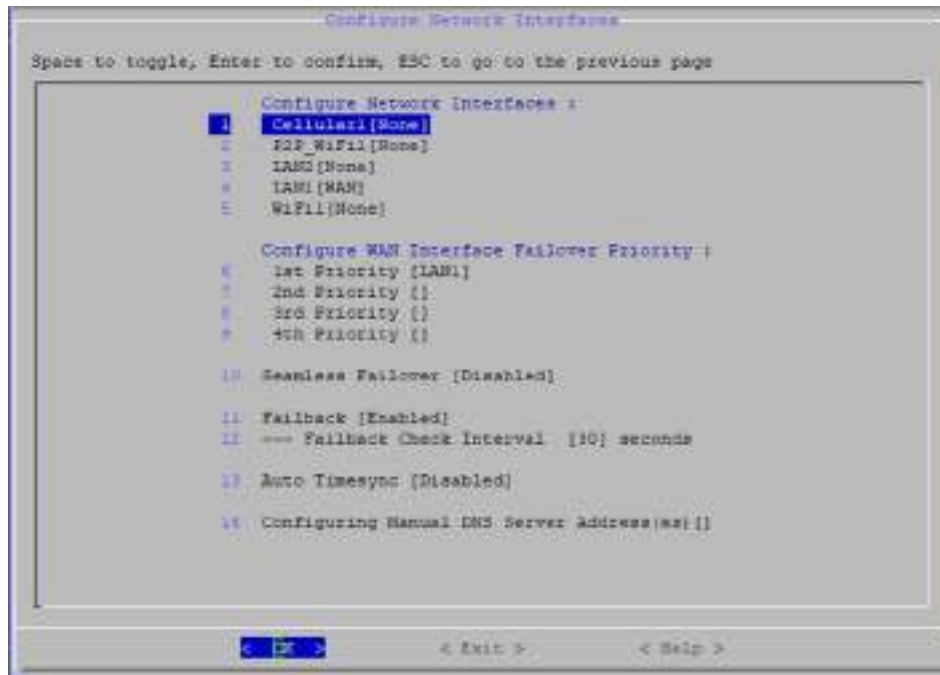 Configure Network Interfaces
Space to toggle, Enter to confirm, ESC to go to the previous page
Configure Network Interfaces :
1 Cellular1[None]
2 P2P_WiFi1[None]
3 LAN2[None]
4 LAN1[WAN]
5 WiFi1[None]
Configure WAN Interface Failover Priority :
6 1st Priority [LAN1]
7 2nd Priority []
8 3rd Priority []
9 4th Priority []
10 Seamless Failover [Disabled]
11 Failback [Enabled]
12 --- Failback Check Interval [30] seconds
13 Auto Timesync [Disabled]
14 Configuring Manual DNS Server Address(es)[]
< OK > < Exit > < Help >